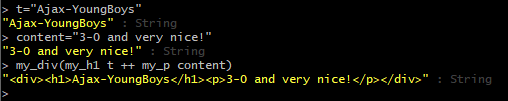 > t="Ajax-YoungBoys"
"Ajax-YoungBoys" : String
> content="3-0 and very nice!"
"3-0 and very nice!" : String
> my_div(my_h1 t ++ my_p content)
"<div><h1>Ajax-YoungBoys</h1><p>3-0 and very nice!</p></div>" : String
>